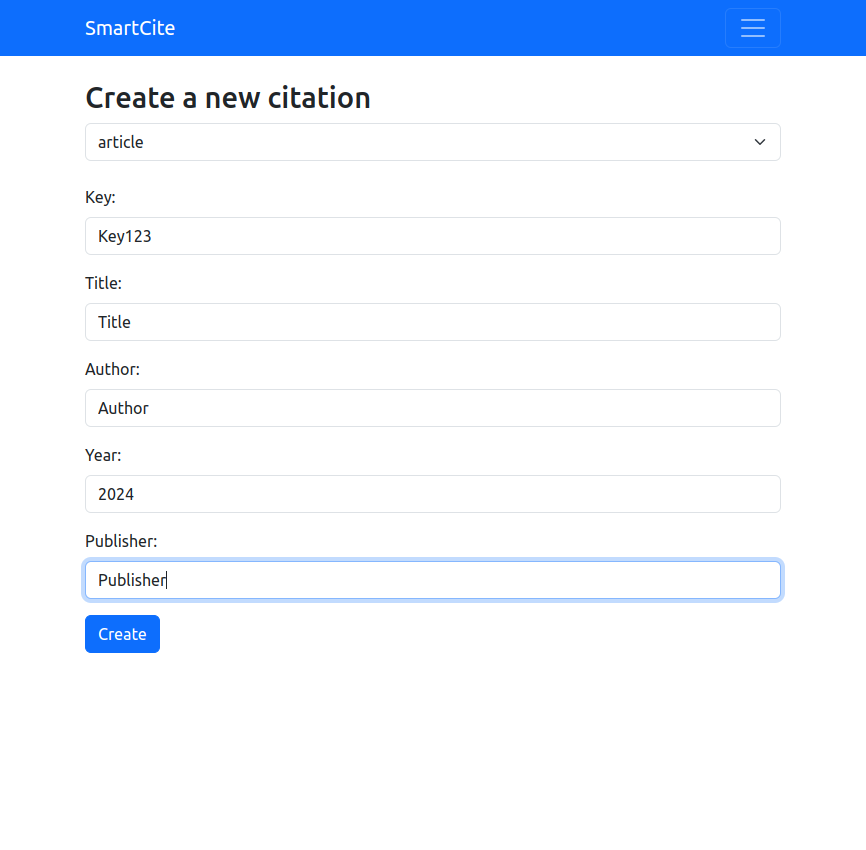 SmartCite
Create a new citation
article
Key:
Key123
Title:
Title
Author:
Author
Year:
2024
Publisher:
Publisher
Create